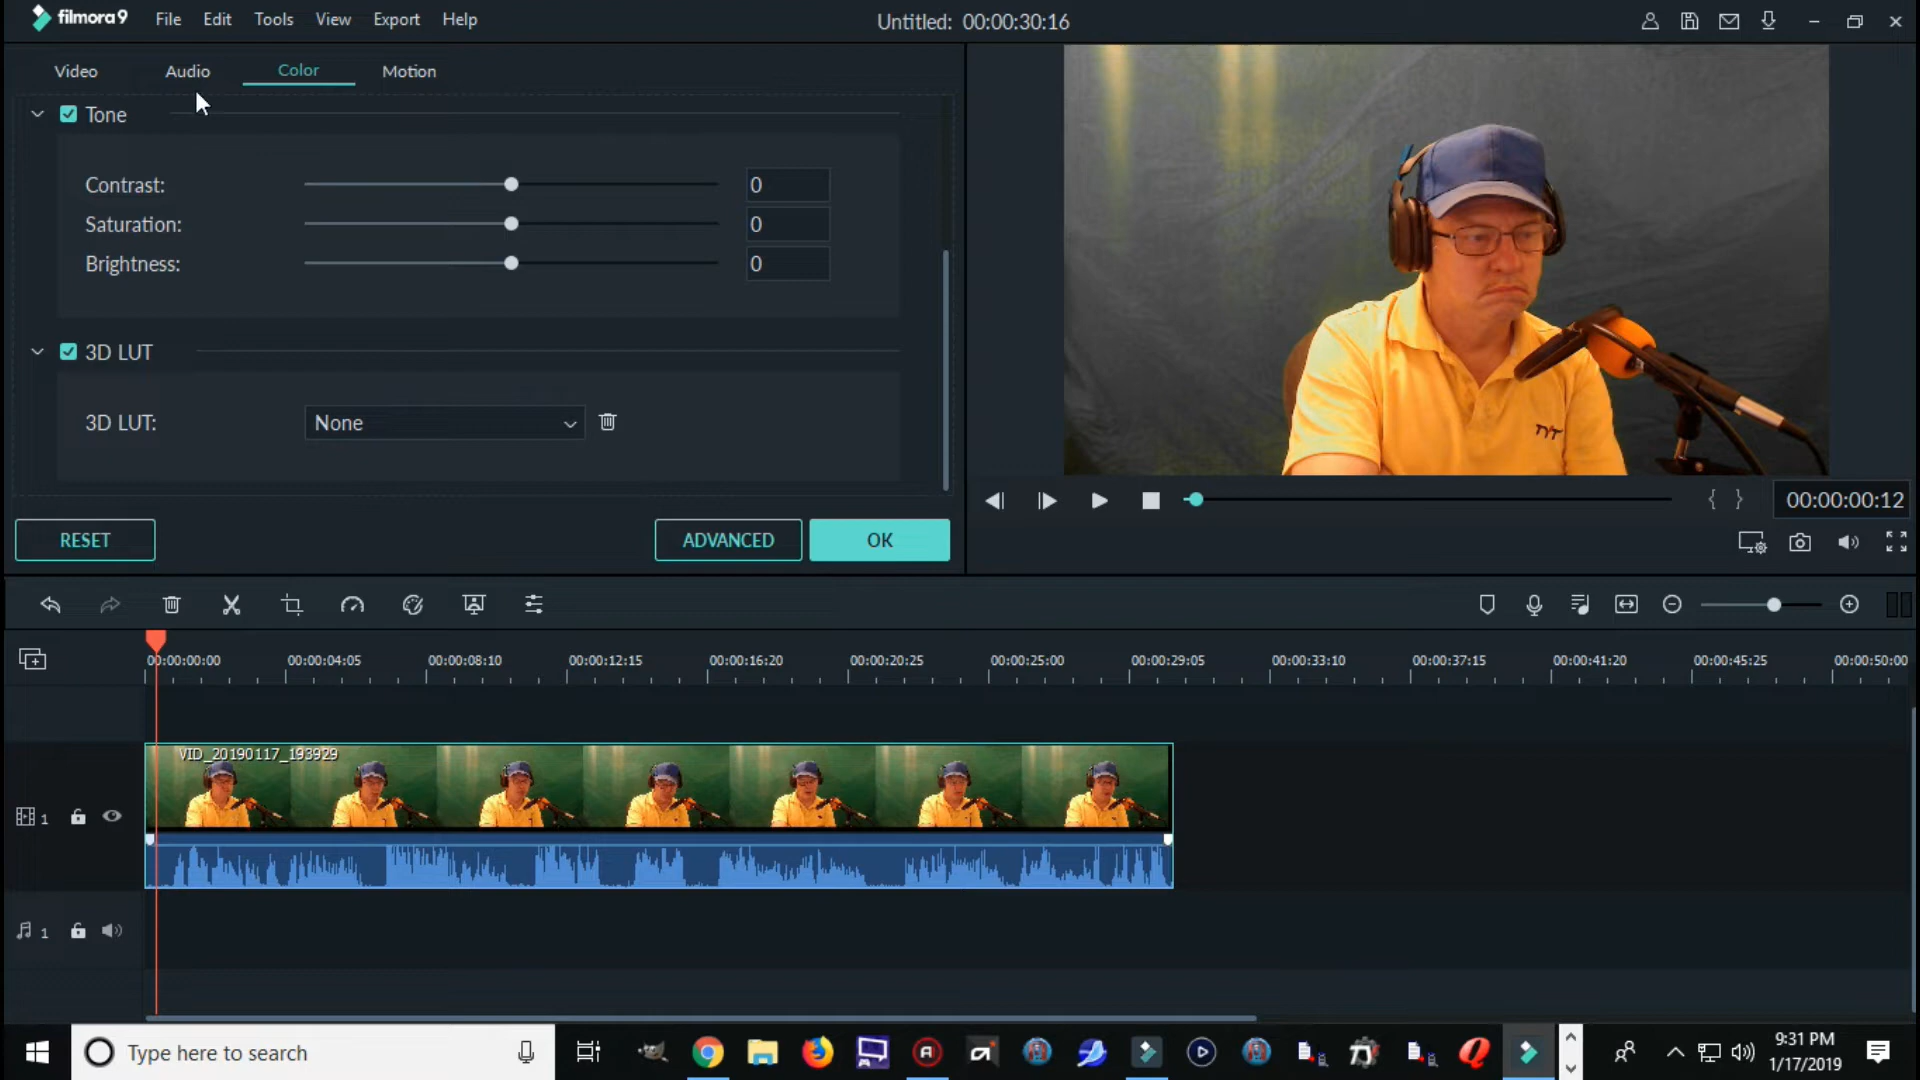 filmora9 File Edit Tools View Export Help Untitled: 00:00:30:16
Video Audio Color Motion
Tone
Contrast: 0
Saturation: 0
Brightness: 0
3D LUT
3D LUT: None
RESET ADVANCED OK
TYT
{ } 00:00:00:12
00:00:00:00 00:00:04:05 00:00:08:10 00:00:12:15 00:00:16:20 00:00:20:25 00:00:25:00 00:00:29:05 00:00:33:10 00:00:37:15 00:00:41:20 00:00:45:25 00:00:50:00
VID_20190117_193929
1
1
Type here to search
9:31 PM
1/17/2019